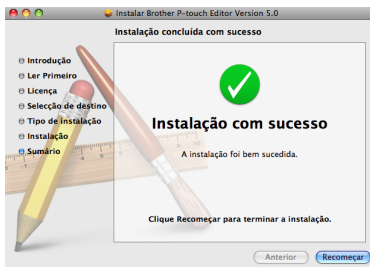 Instalar Brother P-touch Editor Version 5.0
Instalação concluída com sucesso
Introdução
Ler Primeiro
Licença
Selecção de destino
Tipo de instalação
Instalação
Sumário
Instalação com sucesso
A instalação foi bem sucedida.
Clique Recomeçar para terminar a instalação.
Anterior
Recomeçar